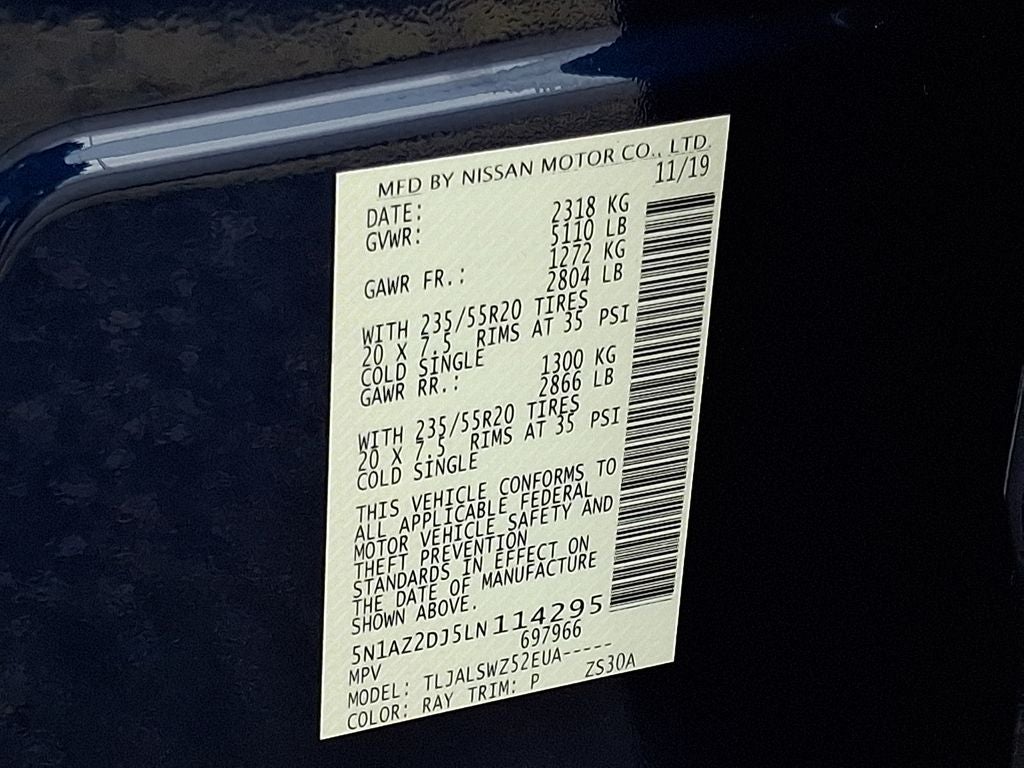 MFD BY NISSAN MOTOR CO., LTD.
DATE: 11/19
GVWR: 2318 KG
5110 LB
GAWR FR.: 1272 KG
2804 LB
WITH 235/55R20 TIRES
20 X 7.5 RIMS AT 35 PSI
COLD SINGLE
GAWR RR.: 1300 KG
2866 LB
WITH 235/55R20 TIRES
20 X 7.5 RIMS AT 35 PSI
COLD SINGLE
THIS VEHICLE CONFORMS TO
ALL APPLICABLE FEDERAL
MOTOR VEHICLE SAFETY AND
THEFT PREVENTION
STANDARDS IN EFFECT ON
THE DATE OF MANUFACTURE
SHOWN ABOVE.
5N1AZ2DJ5LN114295
MPV 697966
MODEL: TLJALSWZ52EUA-----
COLOR: RAY TRIM: P ZS30A